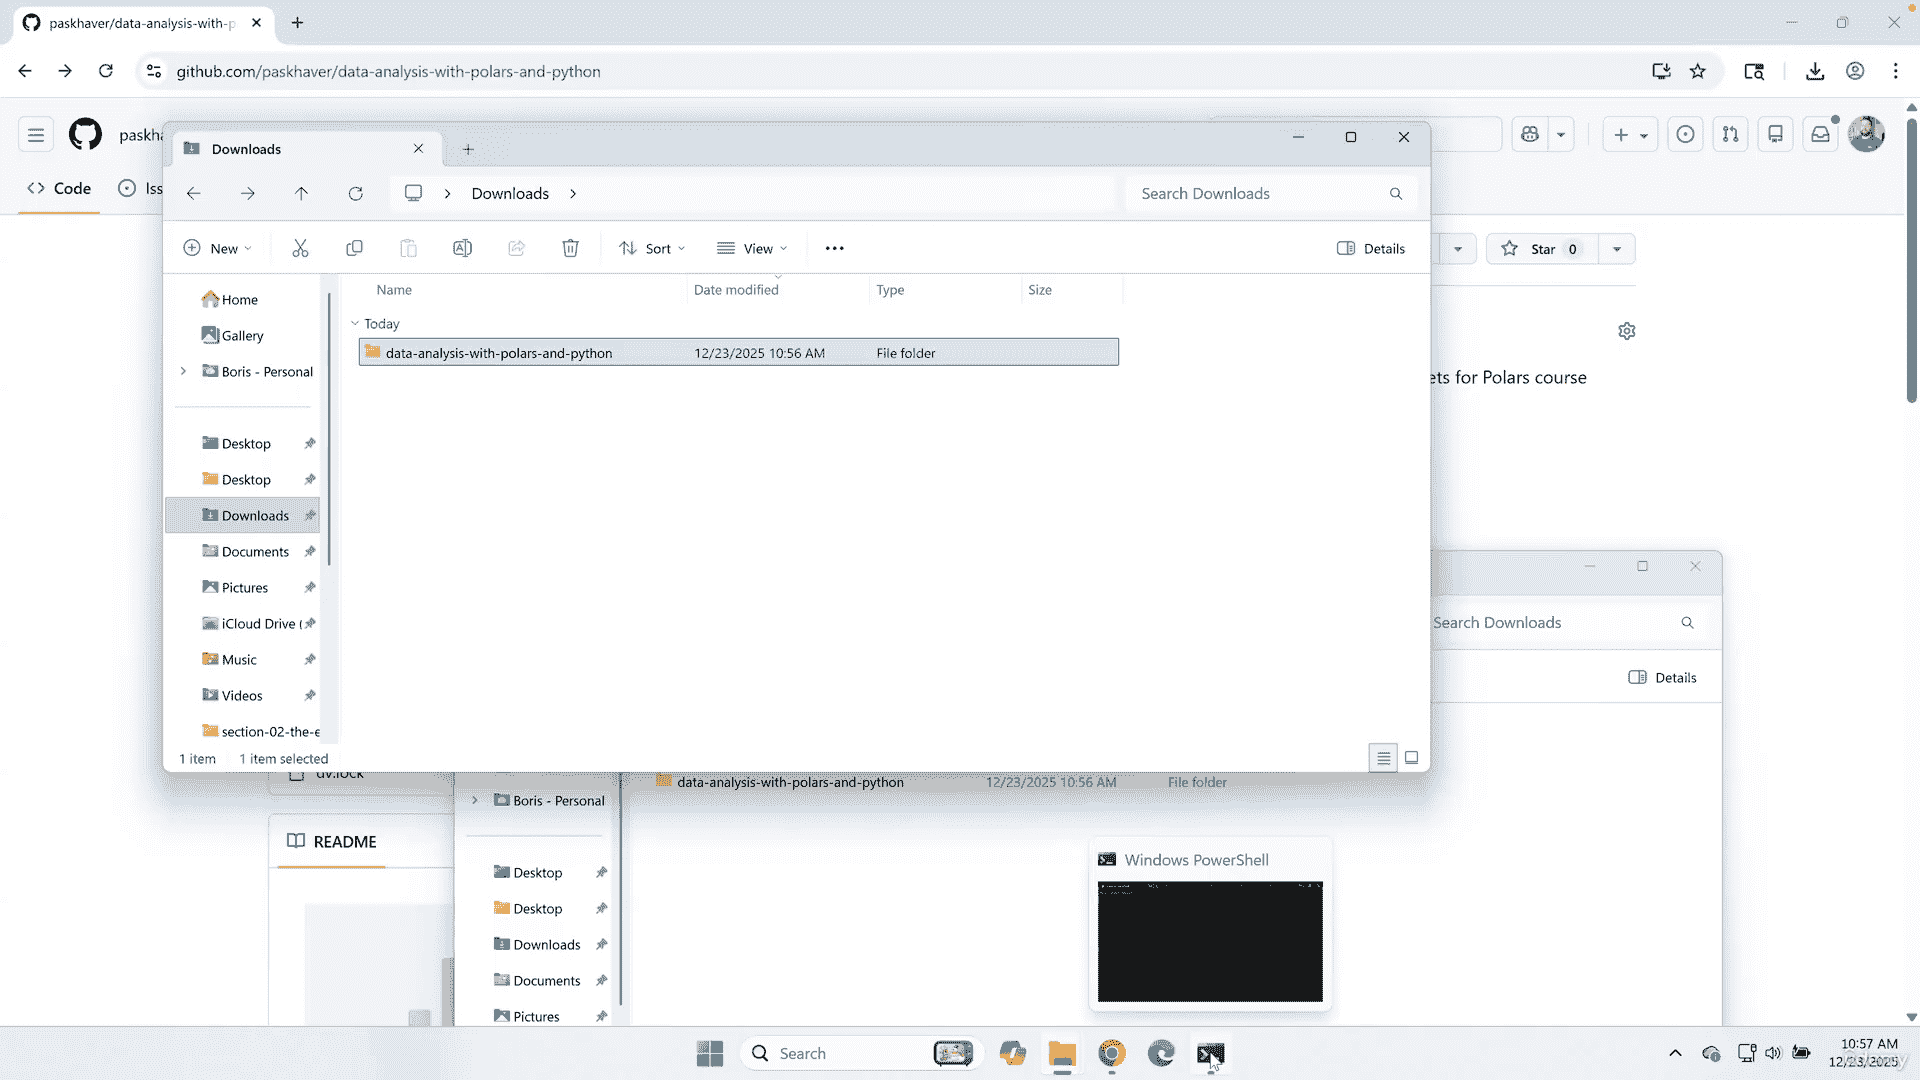 paskhaver/data-analysis-with-p
github.com/paskhaver/data-analysis-with-polars-and-python
paskha
Code
Iss
Downloads
Downloads
Search Downloads
New
Sort
View
Details
Star 0
Name
Date modified
Type
Size
Today
data-analysis-with-polars-and-python
12/23/2025 10:56 AM
File folder
Home
Gallery
Boris - Personal
Desktop
Desktop
Downloads
Documents
Pictures
iCloud Drive (
Music
Videos
section-02-the-e
1 item
1 item selected
ets for Polars course
Search Downloads
Details
uv.lock
data-analysis-with-polars-and-python
12/23/2025 10:56 AM
File folder
Boris - Personal
README
Desktop
Desktop
Downloads
Documents
Pictures
Windows PowerShell
Search
10:57 AM
12/23/2025